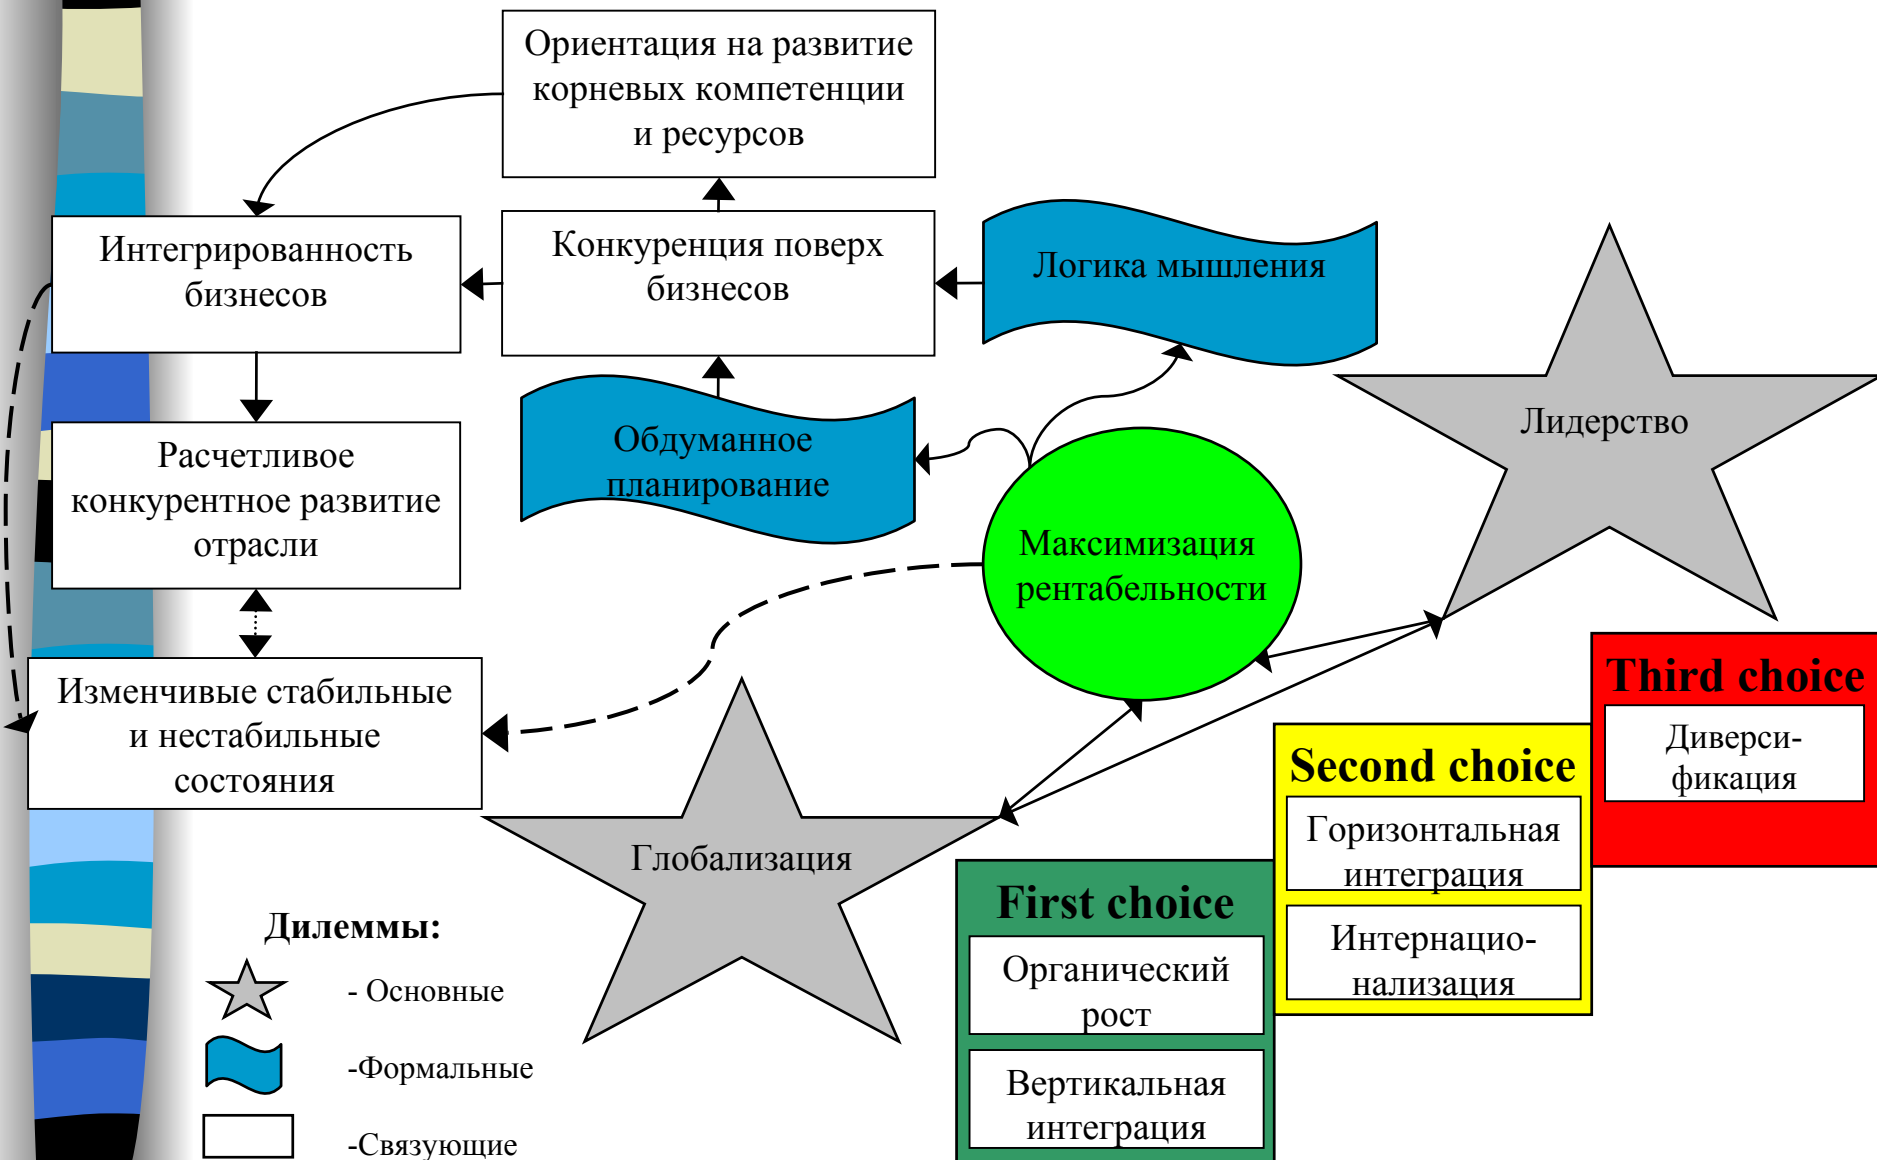 Ориентация на развитие
корневых компетенции
и ресурсов
Интегрированность
бизнесов
Конкуренция поверх
бизнесов
Логика мышления
Лидерство
Расчетливое
конкурентное развитие
отрасли
Обдуманное
планирование
Максимизация
рентабельности
Изменчивые стабильные
и нестабильные
состояния
Глобализация
Third choice
Диверси-
фикация
Second choice
Горизонтальная
интеграция
Интернацио-
нализация
First choice
Органический
рост
Вертикальная
интеграция
Дилеммы:
- Основные
-Формальные
-Связующие